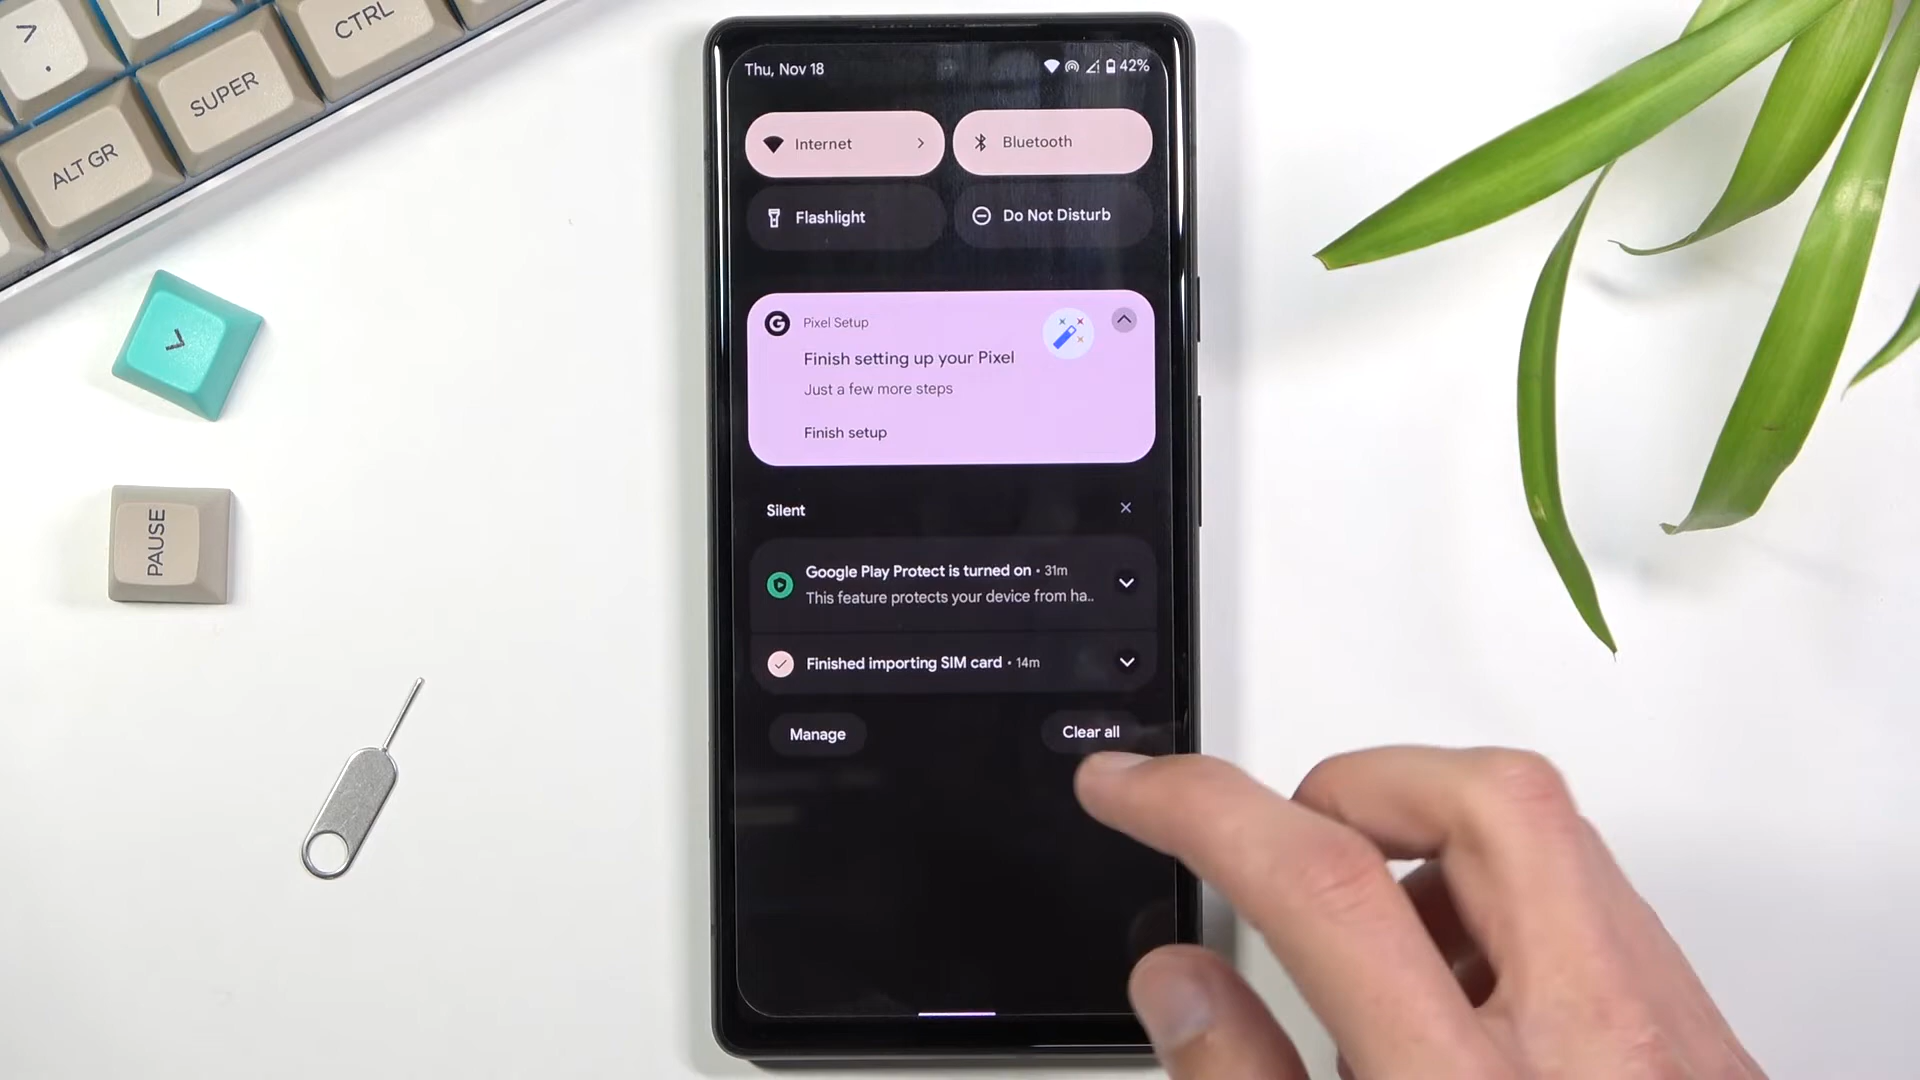 CTRL
SUPER
ALT GR
PAUSE
Thu, Nov 18
42%
Internet
Bluetooth
Flashlight
Do Not Disturb
G
Pixel Setup
Finish setting up your Pixel
Just a few more steps
Finish setup
Silent
Google Play Protect is turned on • 31m
This feature protects your device from ha..
Finished importing SIM card • 14m
Manage
Clear all